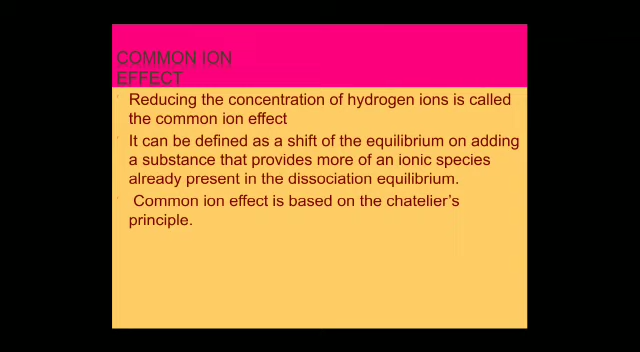 COMMON ION
EFFECT
Reducing the concentration of hydrogen ions is called
the common ion effect
It can be defined as a shift of the equilibrium on adding
a substance that provides more of an ionic species
already present in the dissociation equilibrium.
Common ion effect is based on the chatelier’s
principle.